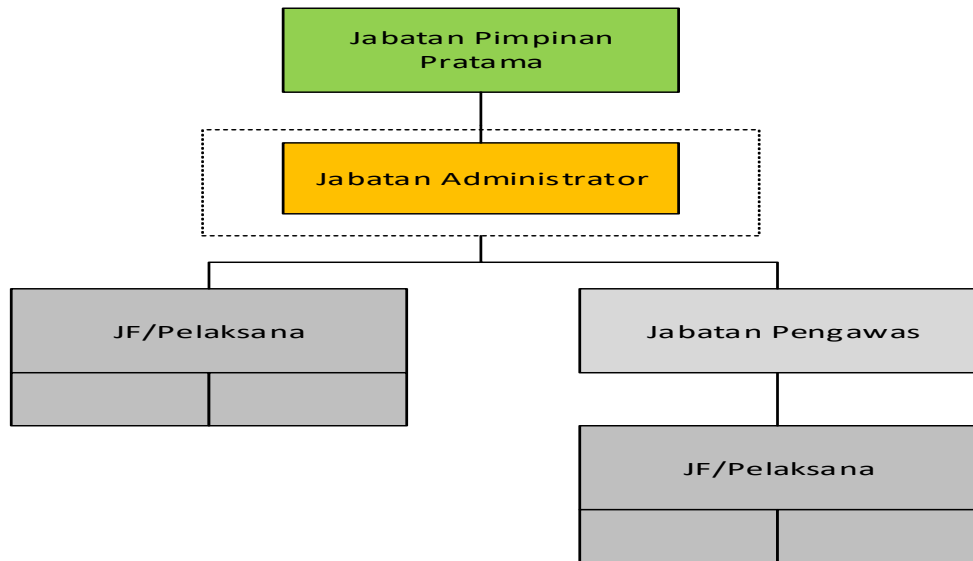 Jabatan Pimpinan
Pratama
Jabatan Administrator
JF/Pelaksana
Jabatan Pengawas
JF/Pelaksana